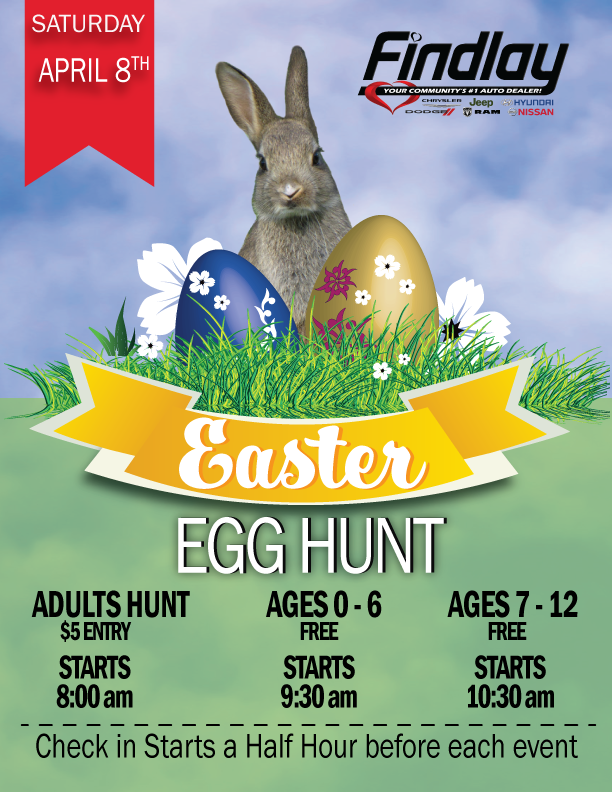 SATURDAY
APRIL 8TH
Findlay
YOUR COMMUNITY'S #1 AUTO DEALER!
CHRYSLER Jeep HYUNDAI
DODGE RAM NISSAN
Easter
EGG HUNT
ADULTS HUNT
$5 ENTRY
STARTS
8:00 am
AGES 0 - 6
FREE
STARTS
9:30 am
AGES 7 - 12
FREE
STARTS
10:30 am
Check in Starts a Half Hour before each event